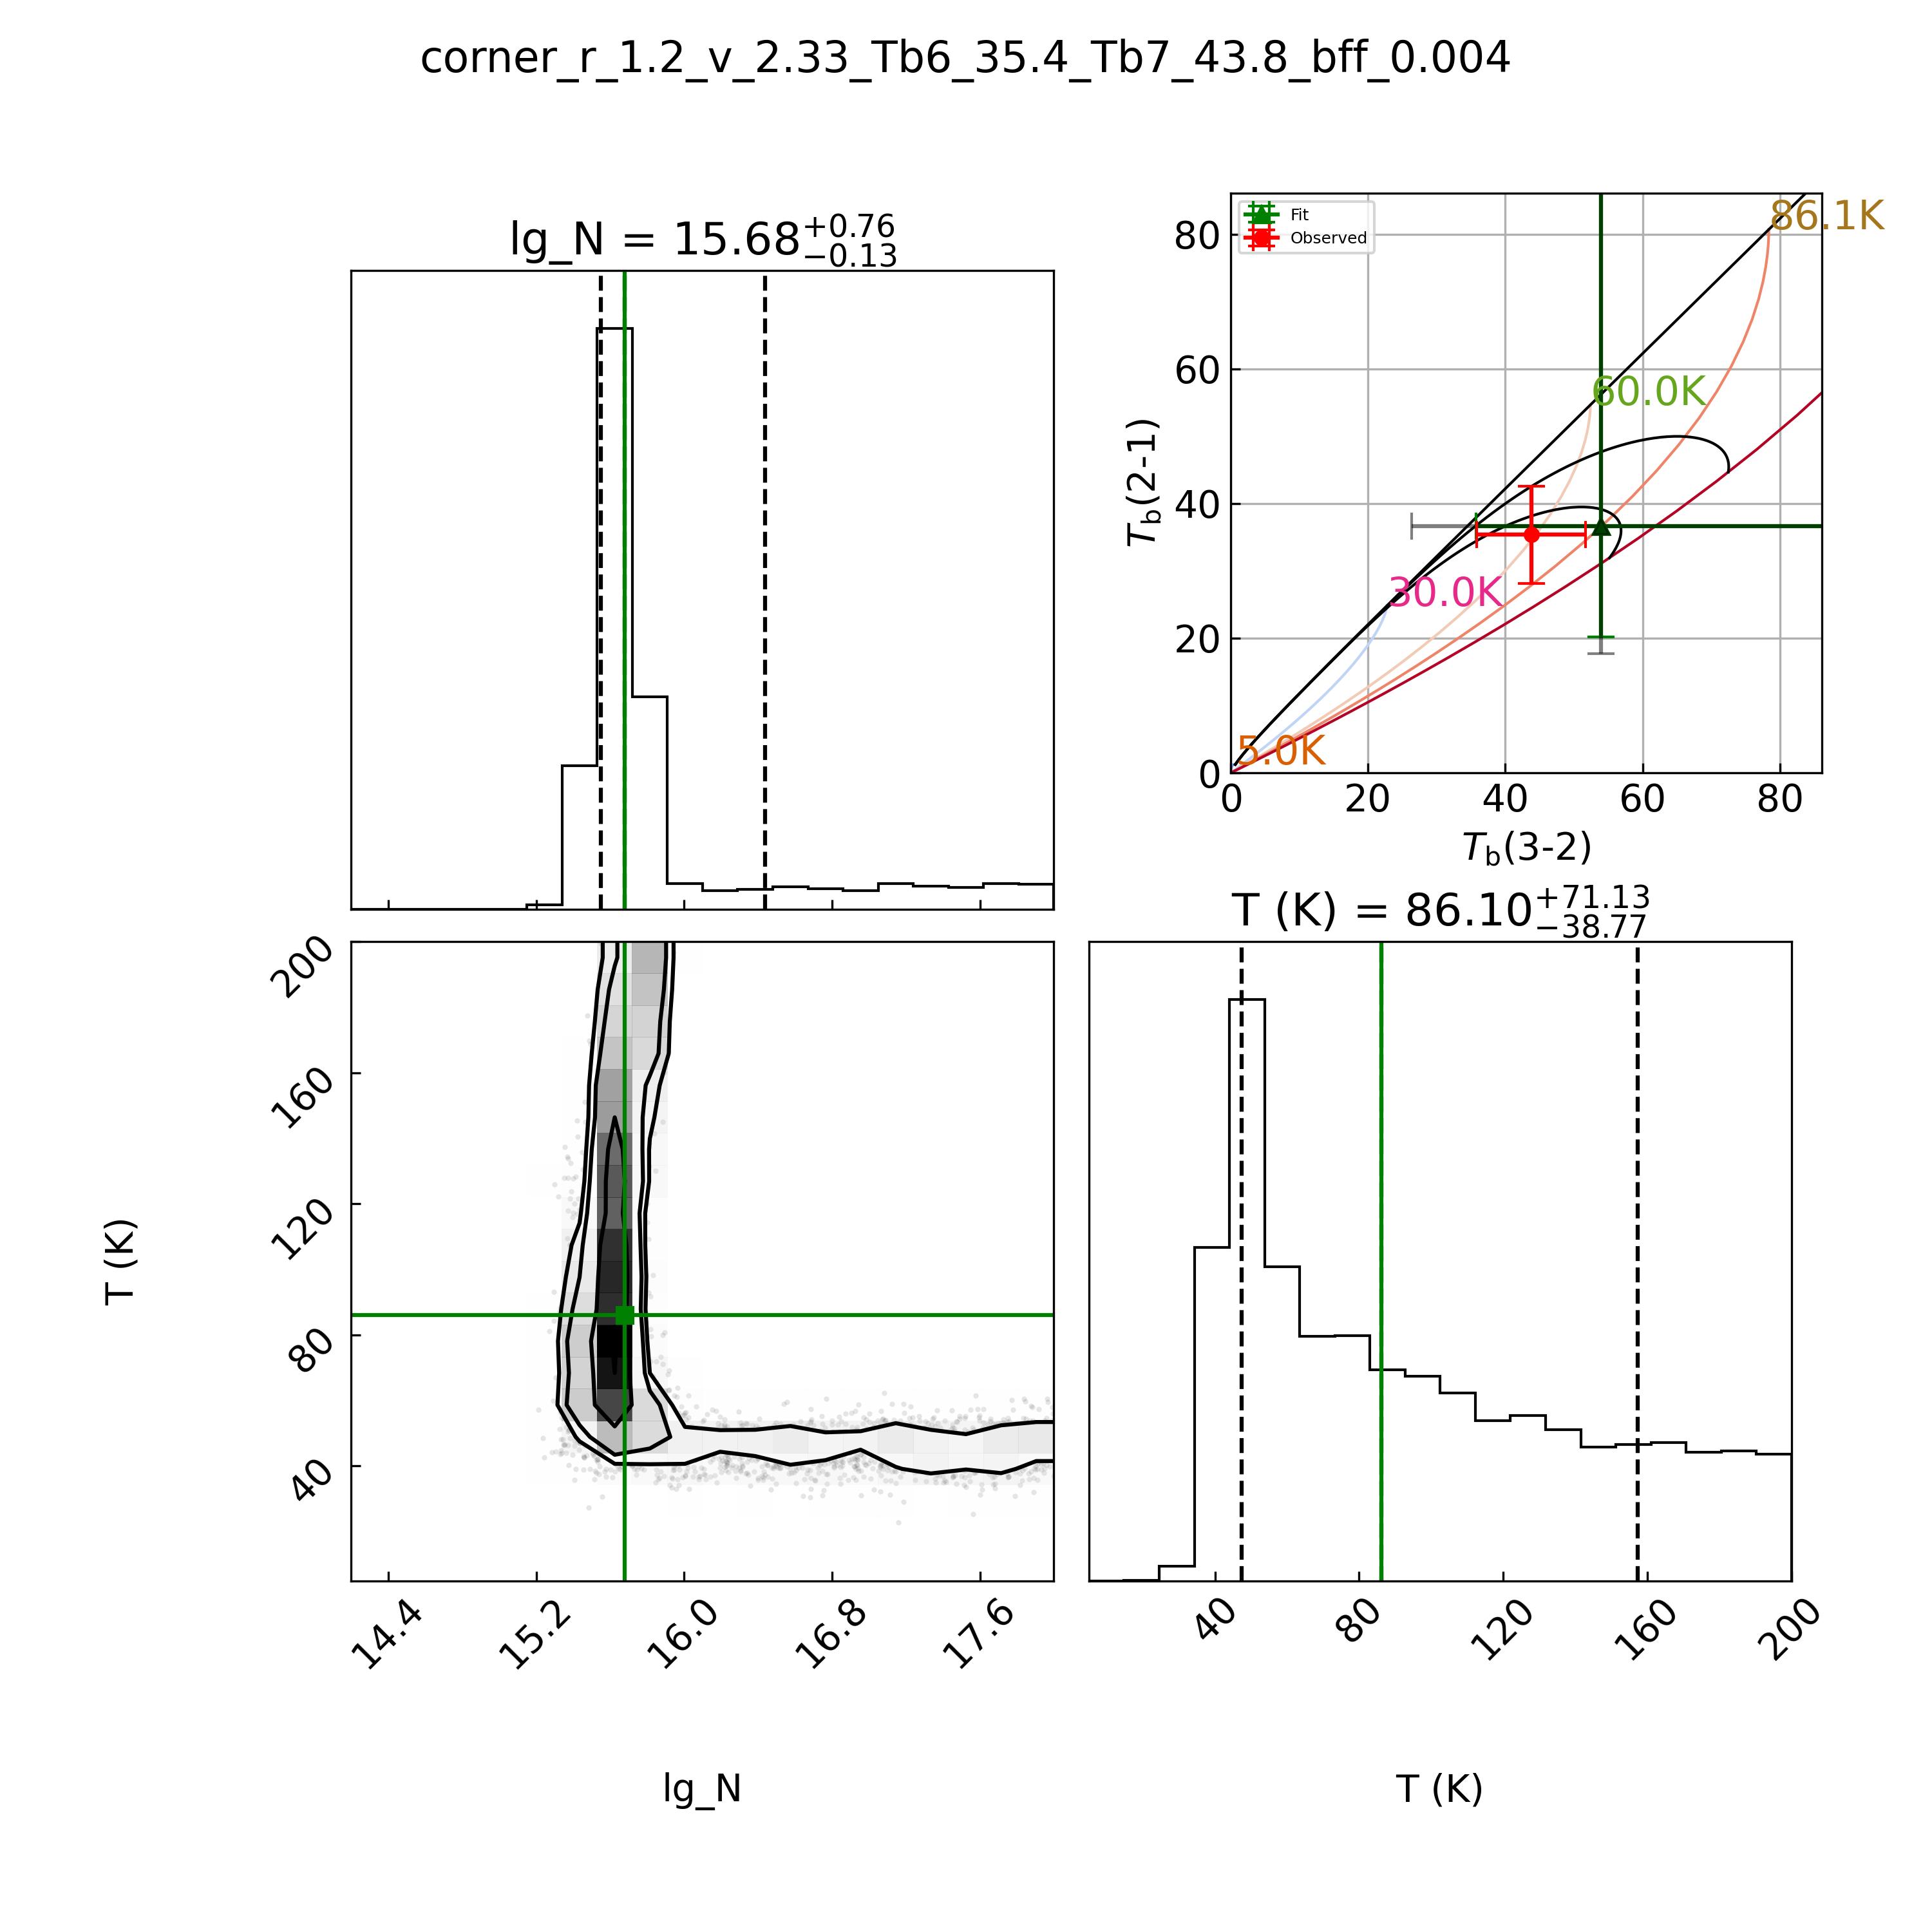 corner_r_1.2_v_2.33_Tb6_35.4_Tb7_43.8_bff_0.004
lg_N = 15.68 +0.76 −0.13
Fit
Observed
86.1K
60.0K
30.0K
5.0K
80
60
40
20
0
T_b(2-1)
0 20 40 60 80
T_b(3-2)
T (K) = 86.10 +71.13 −38.77
200
160
120
80
40
T (K)
14.4 15.2 16.0 16.8 17.6
40 80 120 160 200
lg_N
T (K)